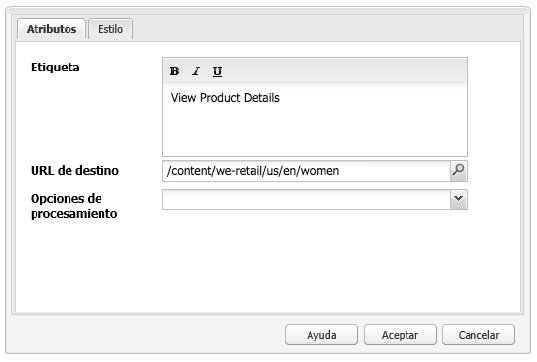 Atributos Estilo
Etiqueta
B I U
View Product Details
URL de destino
/content/we-retail/us/en/women
Opciones de
procesamiento
Ayuda Aceptar Cancelar